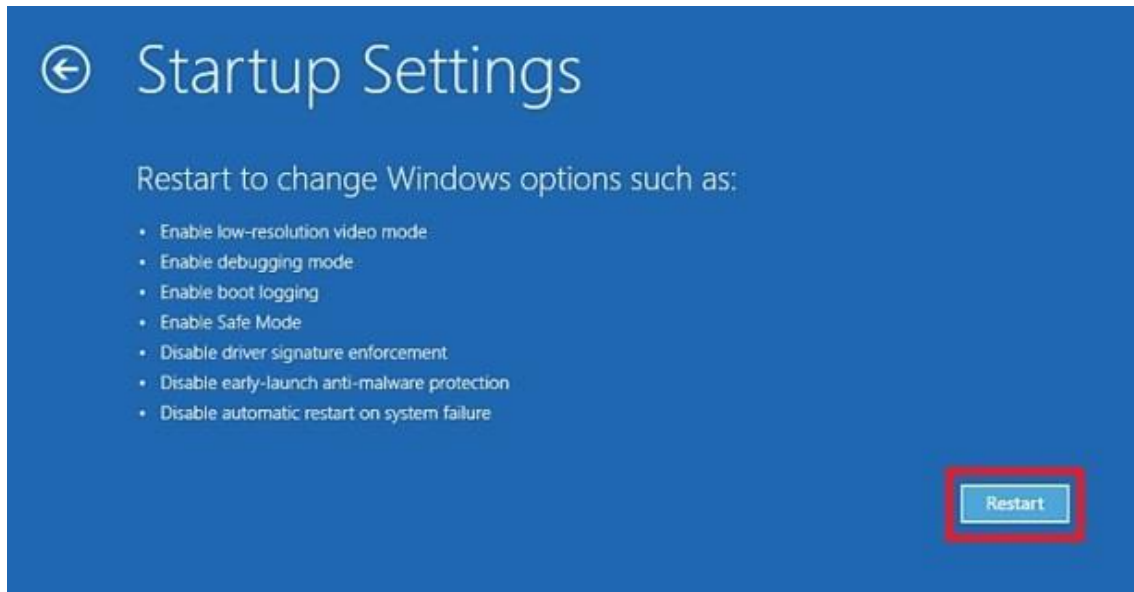 Startup Settings
Restart to change Windows options such as:
• Enable low-resolution video mode
• Enable debugging mode
• Enable boot logging
• Enable Safe Mode
• Disable driver signature enforcement
• Disable early-launch anti-malware protection
• Disable automatic restart on system failure
Restart